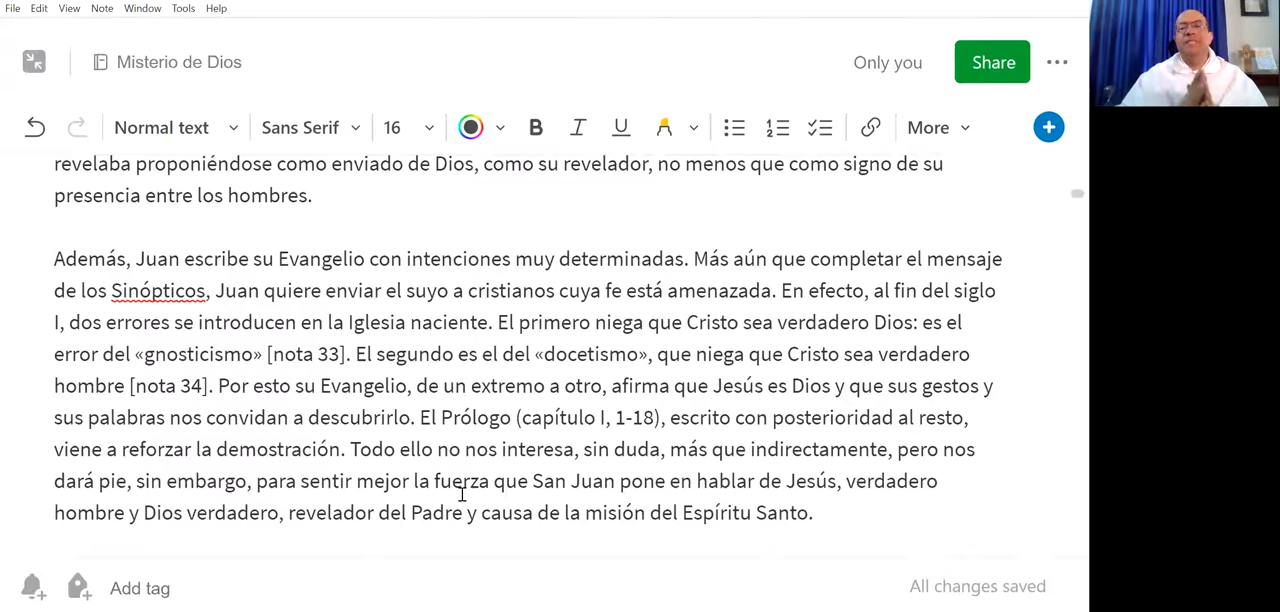 File Edit View Note Window Tools Help
Misterio de Dios Only you Share
Normal text Sans Serif 16 B I U A More
revelaba proponiéndose como enviado de Dios, como su revelador, no menos que como signo de su
presencia entre los hombres.
Además, Juan escribe su Evangelio con intenciones muy determinadas. Más aún que completar el mensaje
de los Sinópticos, Juan quiere enviar el suyo a cristianos cuya fe está amenazada. En efecto, al fin del siglo
I, dos errores se introducen en la Iglesia naciente. El primero niega que Cristo sea verdadero Dios: es el
error del «gnosticismo» [nota 33]. El segundo es el del «docetismo», que niega que Cristo sea verdadero
hombre [nota 34]. Por esto su Evangelio, de un extremo a otro, afirma que Jesús es Dios y que sus gestos y
sus palabras nos convidan a descubrirlo. El Prólogo (capítulo I, 1-18), escrito con posterioridad al resto,
viene a reforzar la demostración. Todo ello no nos interesa, sin duda, más que indirectamente, pero nos
dará pie, sin embargo, para sentir mejor la fuerza que San Juan pone en hablar de Jesús, verdadero
hombre y Dios verdadero, revelador del Padre y causa de la misión del Espíritu Santo.
Add tag All changes saved